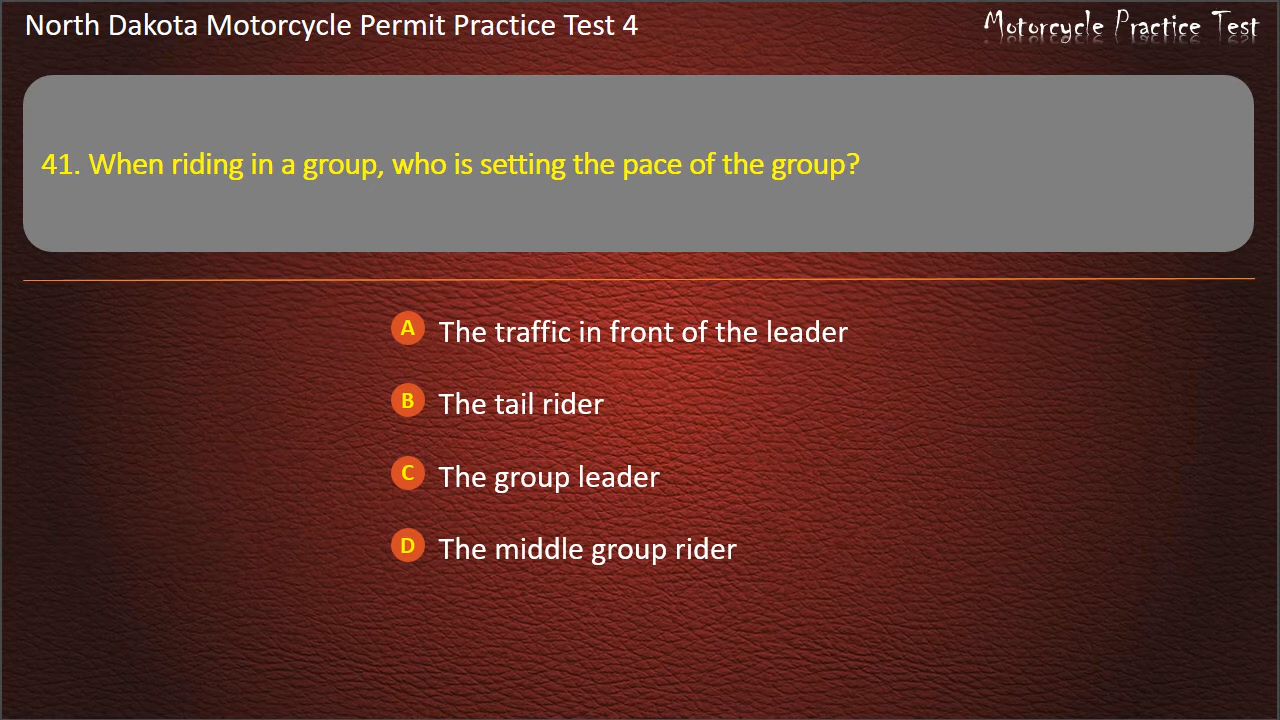 North Dakota Motorcycle Permit Practice Test 4
Motorcycle Practice Test
41. When riding in a group, who is setting the pace of the group?
A The traffic in front of the leader
B The tail rider
C The group leader
D The middle group rider